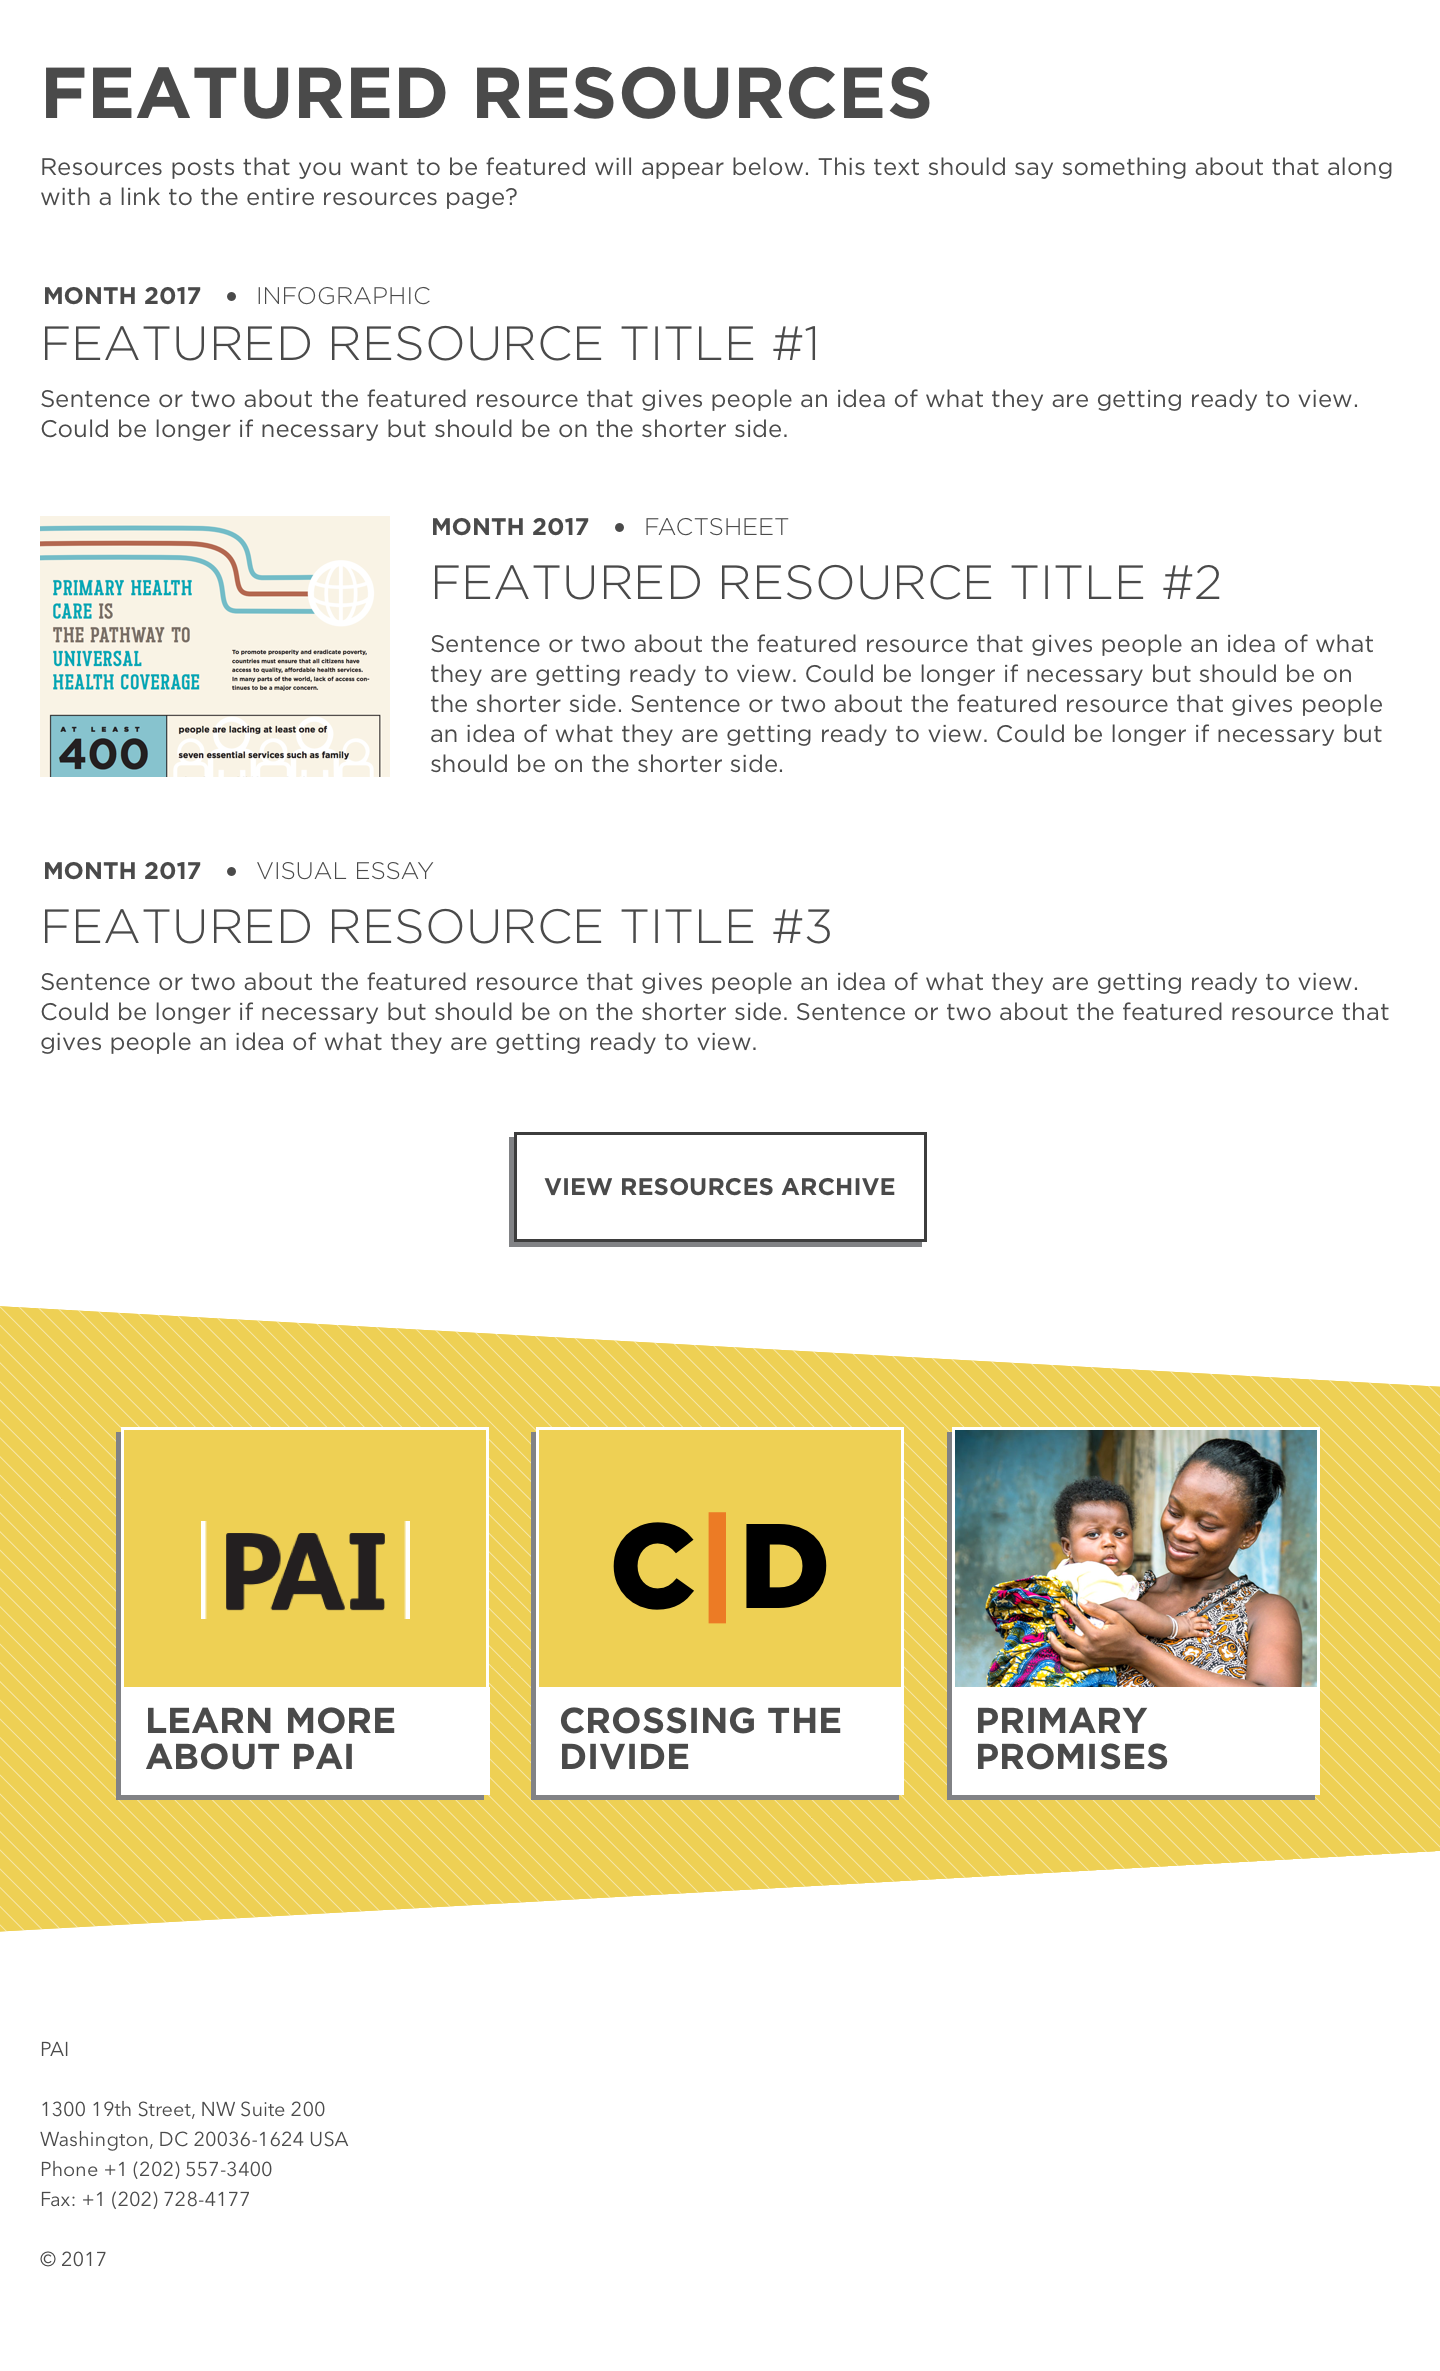 FEATURED RESOURCES
Resources posts that you want to be featured will appear below. This text should say something about that along
with a link to the entire resources page?
MONTH 2017 • INFOGRAPHIC
FEATURED RESOURCE TITLE #1
Sentence or two about the featured resource that gives people an idea of what they are getting ready to view.
Could be longer if necessary but should be on the shorter side.
PRIMARY HEALTH
CARE IS
THE PATHWAY TO
UNIVERSAL
HEALTH COVERAGE
To promote prosperity and eradicate poverty,
countries must ensure that all citizens have
access to quality, affordable health services.
In many parts of the world, lack of access con-
tinues to be a major concern.
AT LEAST
400
people are lacking at least one of
seven essential services such as family
MONTH 2017 • FACTSHEET
FEATURED RESOURCE TITLE #2
Sentence or two about the featured resource that gives people an idea of what
they are getting ready to view. Could be longer if necessary but should be on
the shorter side. Sentence or two about the featured resource that gives people
an idea of what they are getting ready to view. Could be longer if necessary but
should be on the shorter side.
MONTH 2017 • VISUAL ESSAY
FEATURED RESOURCE TITLE #3
Sentence or two about the featured resource that gives people an idea of what they are getting ready to view.
Could be longer if necessary but should be on the shorter side. Sentence or two about the featured resource that
gives people an idea of what they are getting ready to view.
VIEW RESOURCES ARCHIVE
|PAI|
LEARN MORE
ABOUT PAI
C|D
CROSSING THE
DIVIDE
PRIMARY
PROMISES
PAI
1300 19th Street, NW Suite 200
Washington, DC 20036-1624 USA
Phone +1 (202) 557-3400
Fax: +1 (202) 728-4177
© 2017